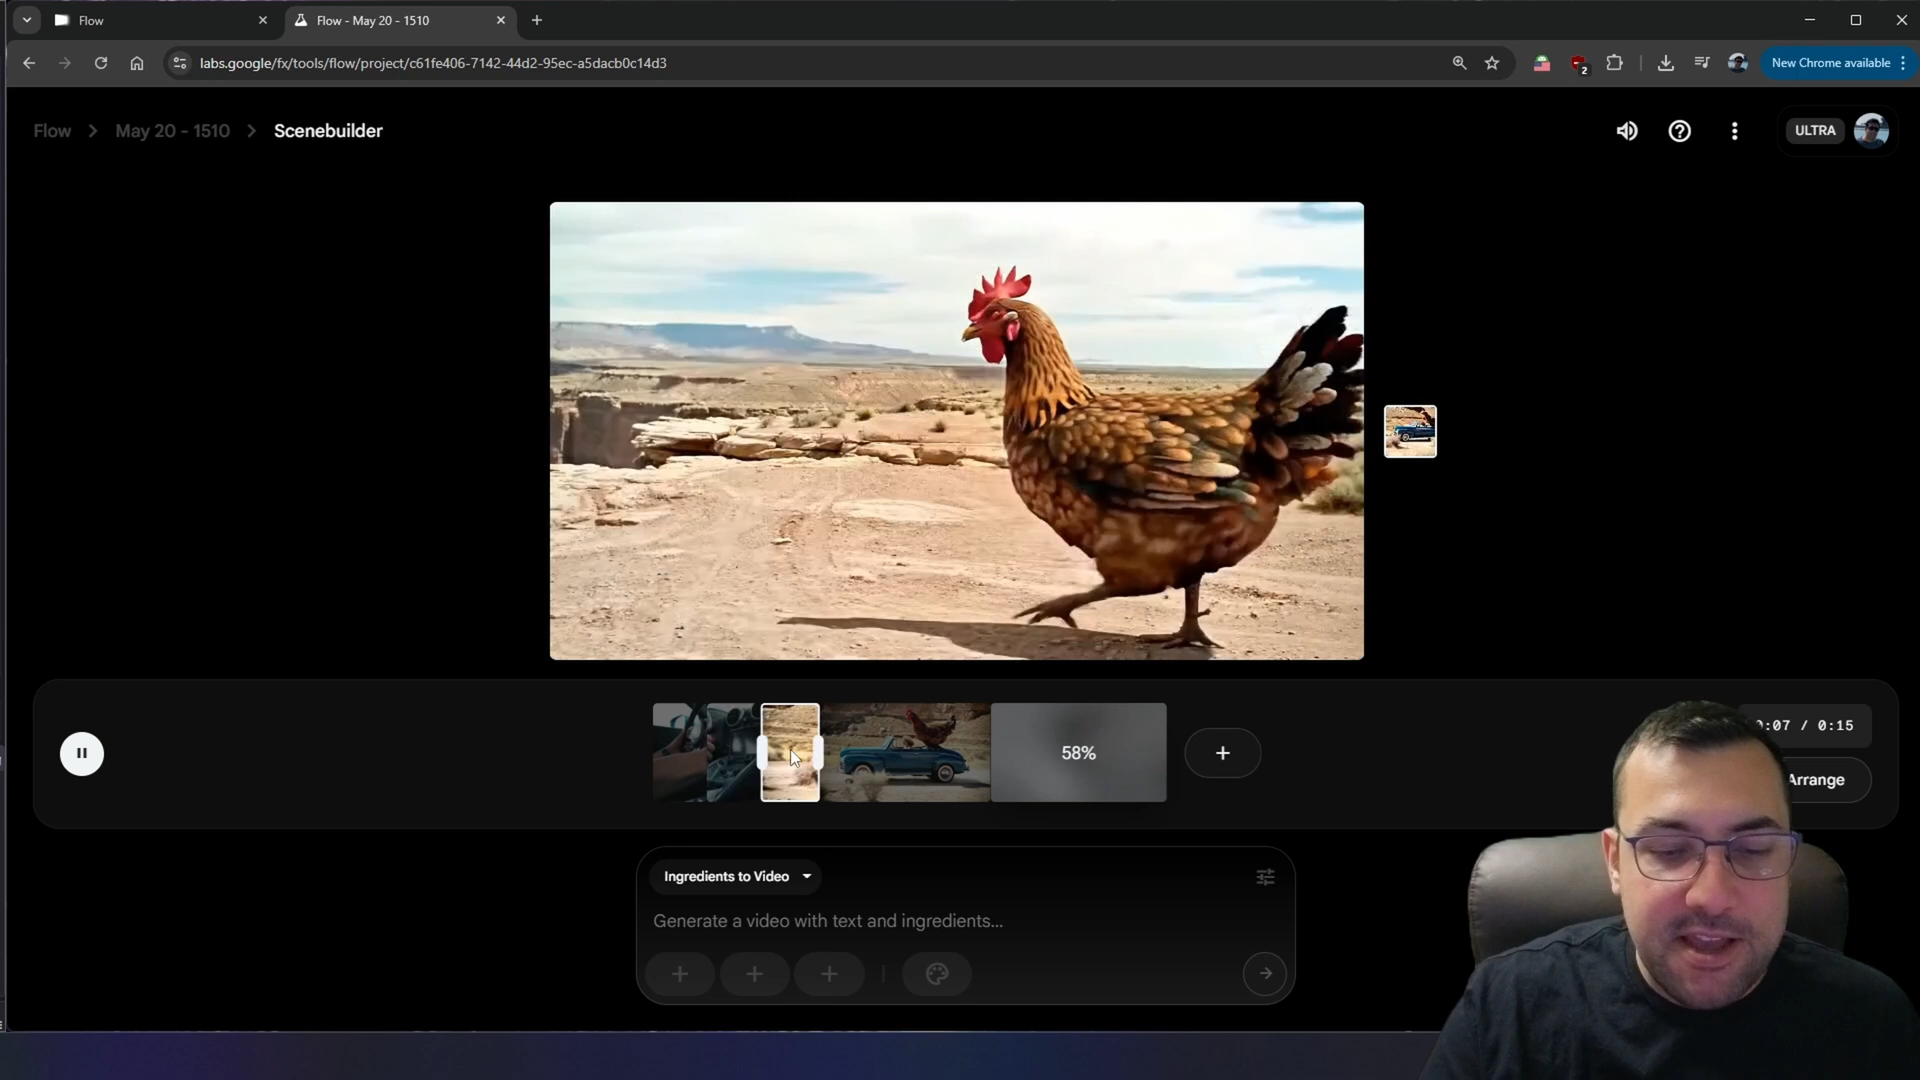 Flow
Flow - May 20 - 1510
labs.google/fx/tools/flow/project/c61fe406-7142-44d2-95ec-a5dacb0c14d3
2
New Chrome available
Flow > May 20 - 1510 > Scenebuilder
ULTRA
58%
:07 / 0:15
Arrange
Ingredients to Video
Generate a video with text and ingredients...